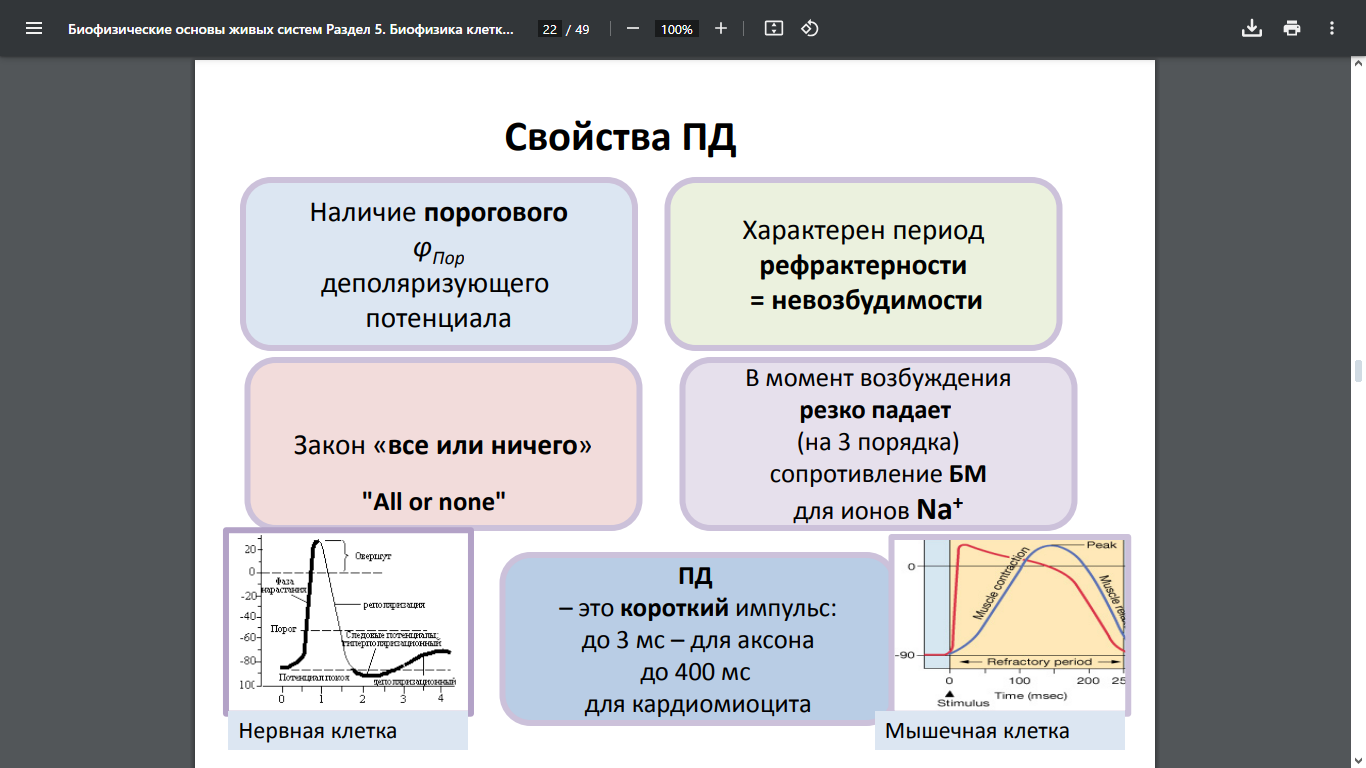 Биофизические основы живых систем Раздел 5. Биофизика клетк...
22 / 49
100%
Свойства ПД
Наличие порогового
φПор
деполяризующего
потенциала
Характерен период
рефрактерности
= невозбудимости
Закон «все или ничего»
"All or none"
В момент возбуждения
резко падает
(на 3 порядка)
сопротивление БМ
для ионов Na+
20
0
-20
-40
-60
-80
100
Овершут
Фаза
нарастания
реполяризация
Порог
Следовые потенциалы:
гиперполяризационный
Потенциал покоя
деполяризационный
0 1 2 3 4
Нервная клетка
ПД
– это короткий импульс:
до 3 мс – для аксона
до 400 мс
для кардиомиоцита
Peak
0
Muscle contraction
-90
Refractory period
0 100 200 25
Time (msec)
Stimulus
Мышечная клетка